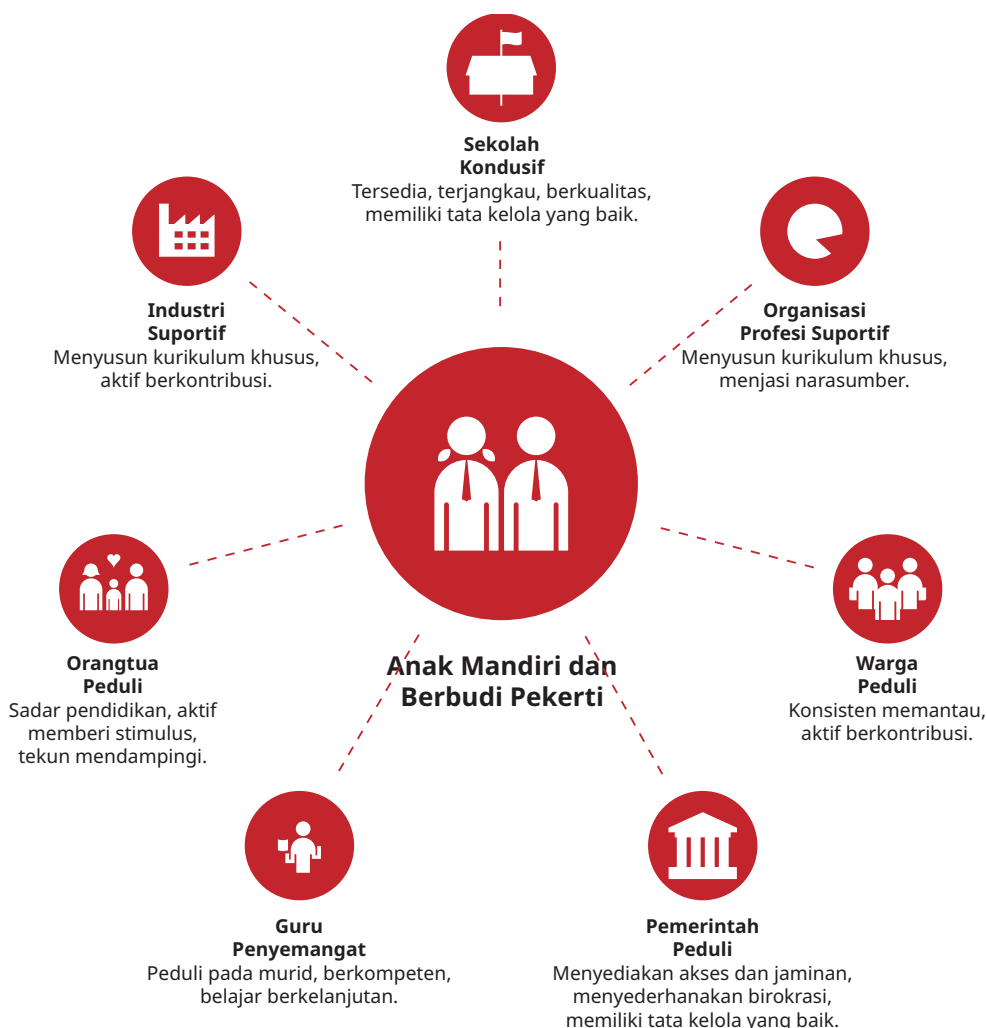 Sekolah
Kondusif
Tersedia, terjangkau, berkualitas,
memiliki tata kelola yang baik.
Industri
Suportif
Menyusun kurikulum khusus,
aktif berkontribusi.
Organisasi
Profesi Suportif
Menyusun kurikulum khusus,
menjasi narasumber.
Anak Mandiri dan
Berbudi Pekerti
Orangtua
Peduli
Sadar pendidikan, aktif
memberi stimulus,
tekun mendampingi.
Warga
Peduli
Konsisten memantau,
aktif berkontribusi.
Guru
Penyemangat
Peduli pada murid, berkompeten,
belajar berkelanjutan.
Pemerintah
Peduli
Menyediakan akses dan jaminan,
menyederhanakan birokrasi,
memiliki tata kelola yang baik.